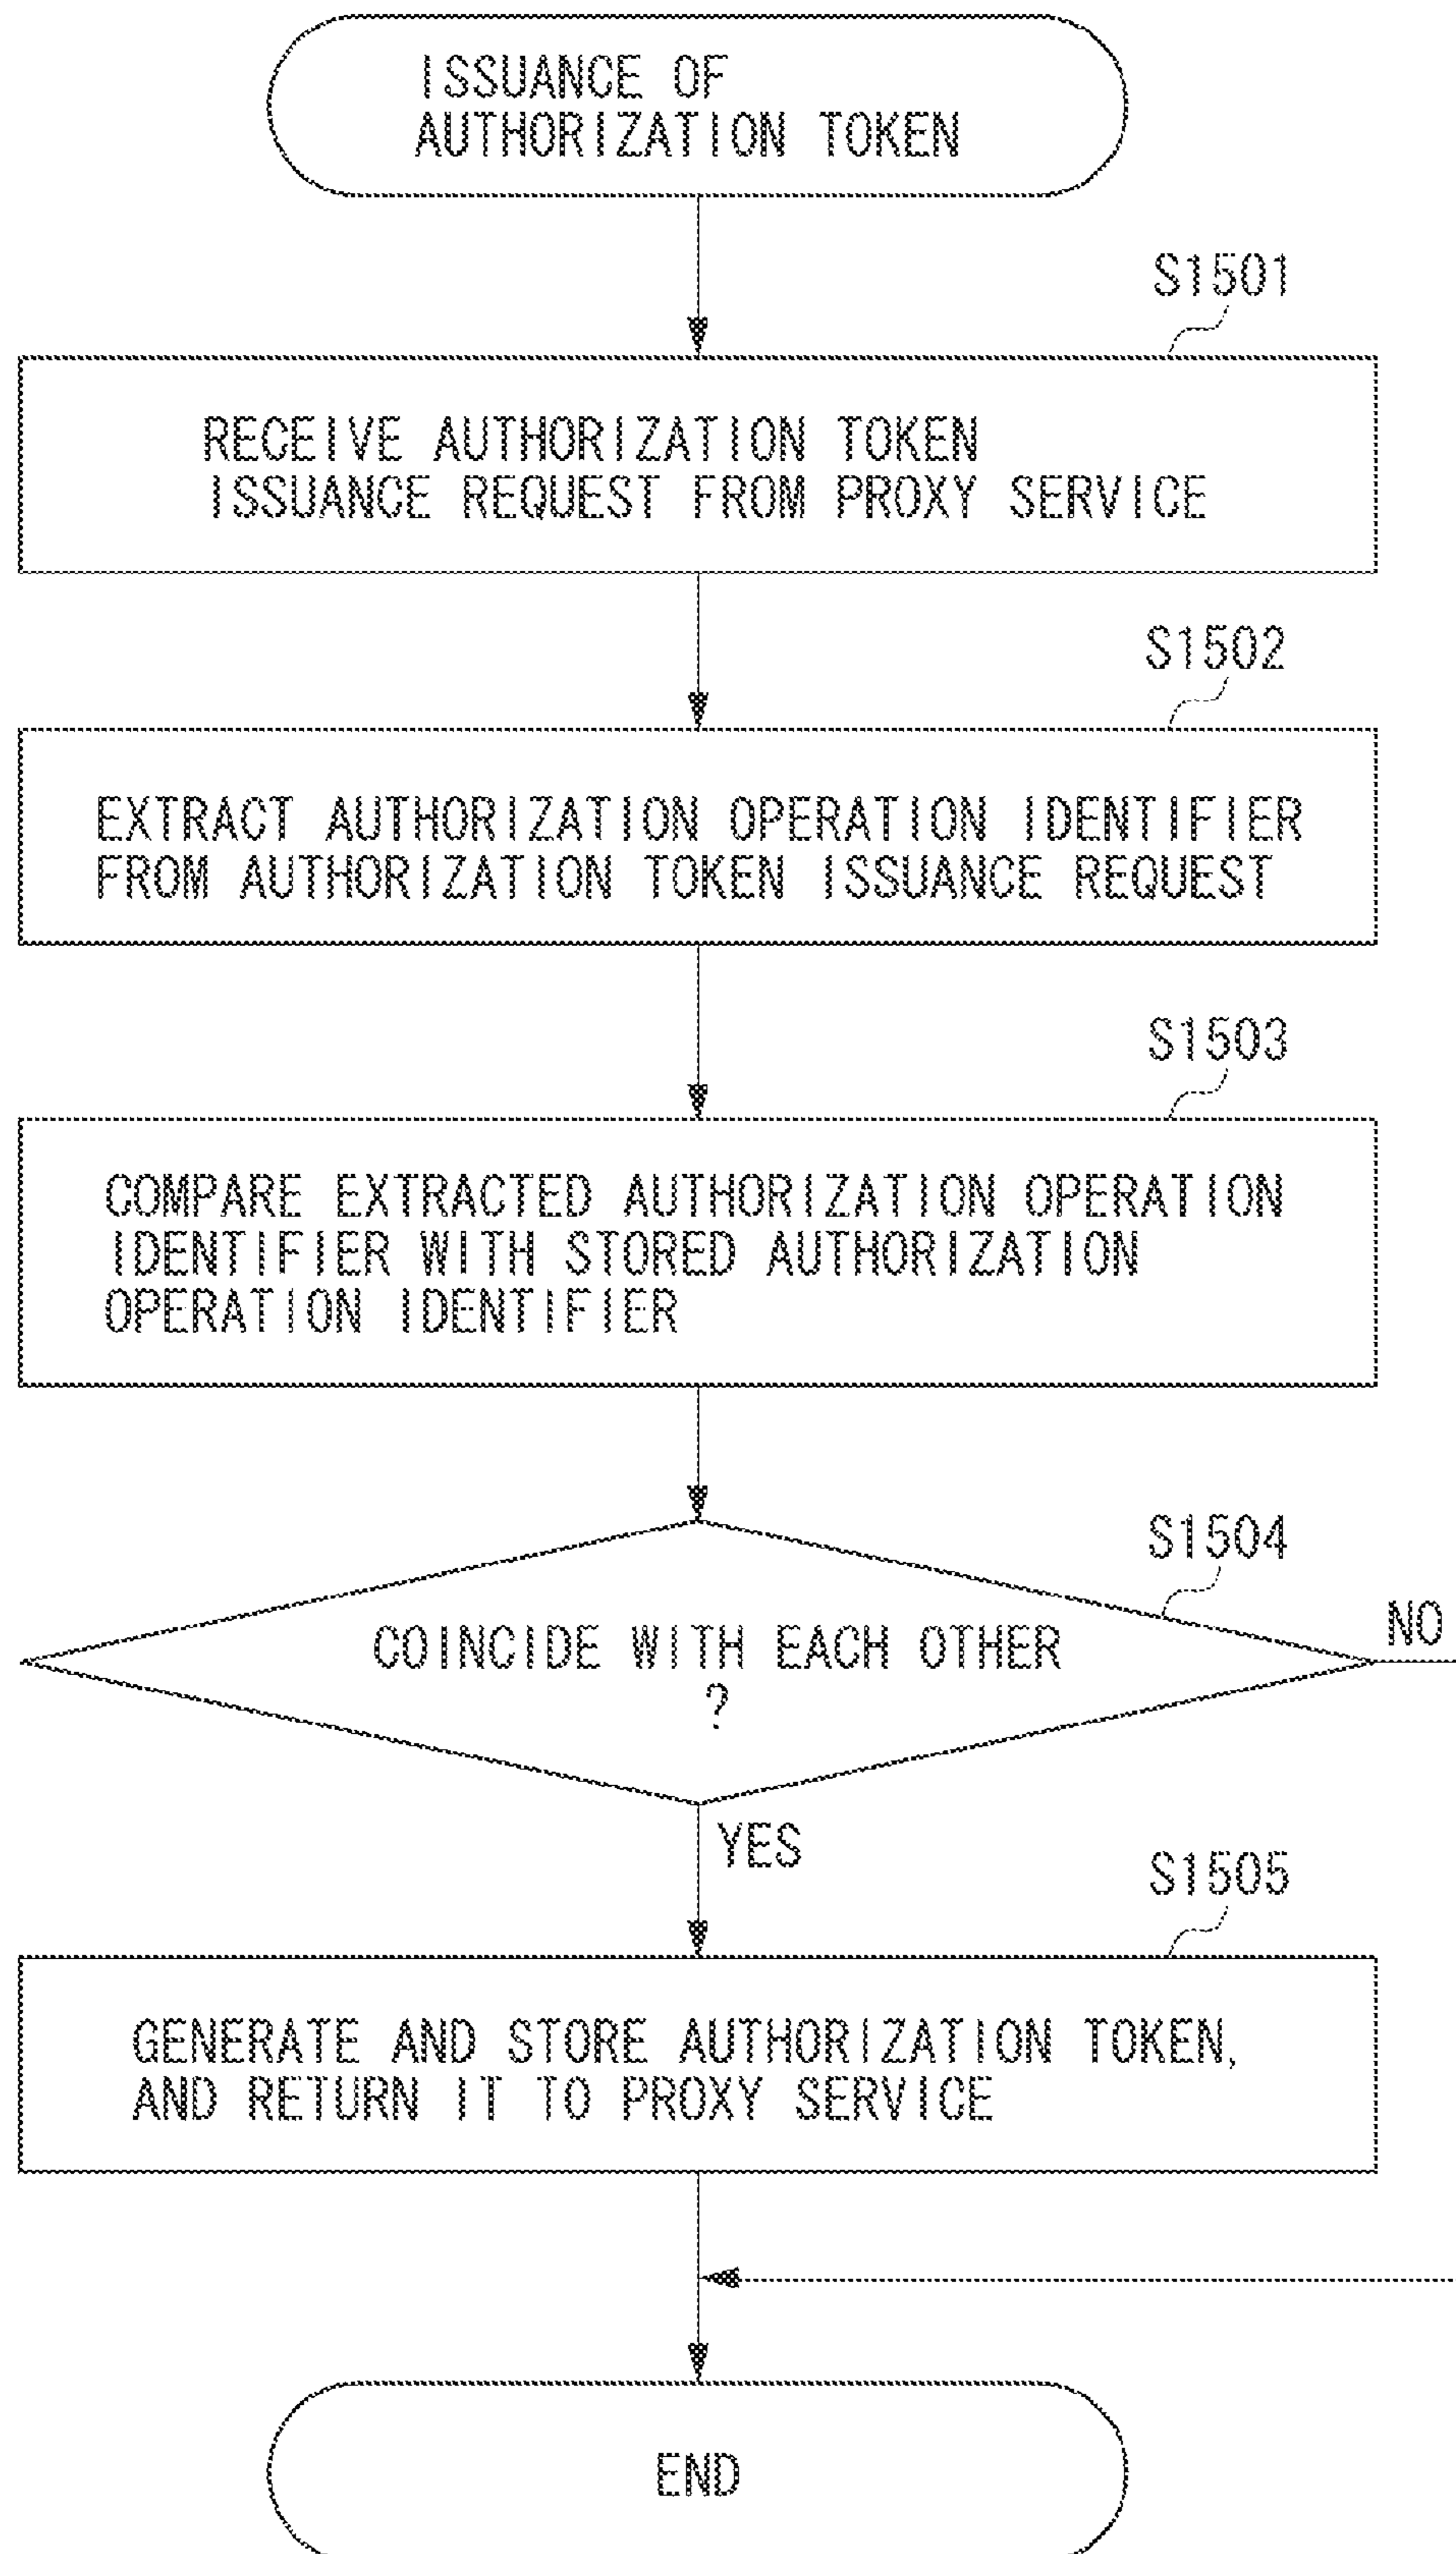 ISSUANCE OF
AUTHORIZATION TOKEN
S1501
RECEIVE AUTHORIZATION TOKEN
ISSUANCE REQUEST FROM PROXY SERVICE
S1502
EXTRACT AUTHORIZATION OPERATION IDENTIFIER
FROM AUTHORIZATION TOKEN ISSUANCE REQUEST
S1503
COMPARE EXTRACTED AUTHORIZATION OPERATION
IDENTIFIER WITH STORED AUTHORIZATION
OPERATION IDENTIFIER
S1504
NO
COINCIDE WITH EACH OTHER
?
YES
S1505
GENERATE AND STORE AUTHORIZATION TOKEN,
AND RETURN IT TO PROXY SERVICE
END